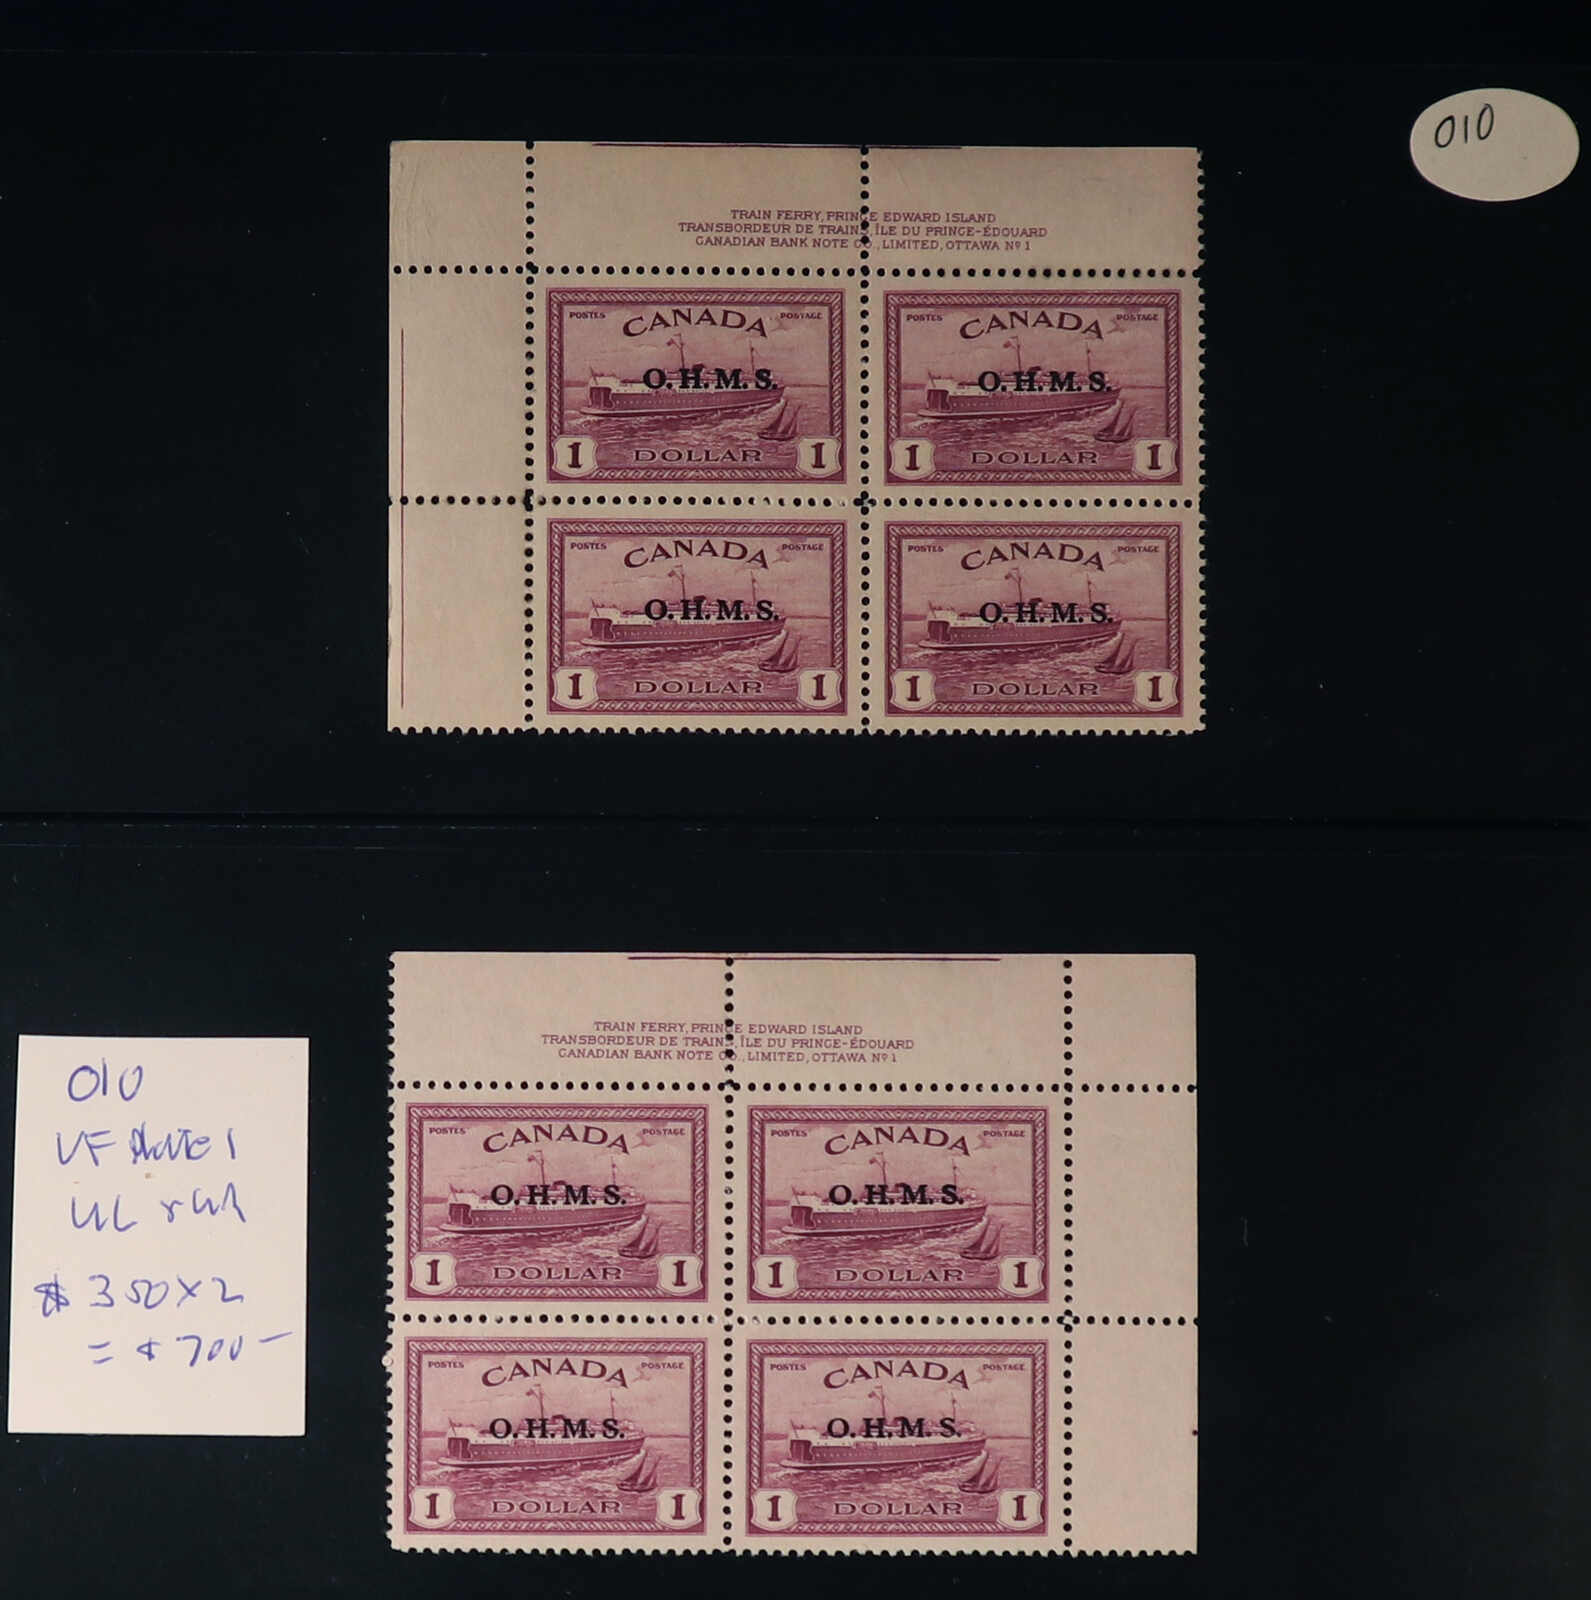 010
TRAIN FERRY, PRINCE EDWARD ISLAND
TRANSBORDEUR DE TRAINS, ÎLE DU PRINCE-ÉDOUARD
CANADIAN BANK NOTE CO., LIMITED, OTTAWA Nº 1
POSTES CANADA POSTAGE
O.H.M.S.
1 DOLLAR 1
POSTES CANADA POSTAGE
O.H.M.S.
1 DOLLAR 1
POSTES CANADA POSTAGE
O.H.M.S.
1 DOLLAR 1
POSTES CANADA POSTAGE
O.H.M.S.
1 DOLLAR 1
TRAIN FERRY, PRINCE EDWARD ISLAND
TRANSBORDEUR DE TRAINS, ÎLE DU PRINCE-ÉDOUARD
CANADIAN BANK NOTE CO., LIMITED, OTTAWA Nº 1
POSTES CANADA POSTAGE
O.H.M.S.
1 DOLLAR 1
POSTES CANADA POSTAGE
O.H.M.S.
1 DOLLAR 1
POSTES CANADA POSTAGE
O.H.M.S.
1 DOLLAR 1
POSTES CANADA POSTAGE
O.H.M.S.
1 DOLLAR 1
010
VF Plate 1
UL + UR
$ 350 x 2
= $ 700 -